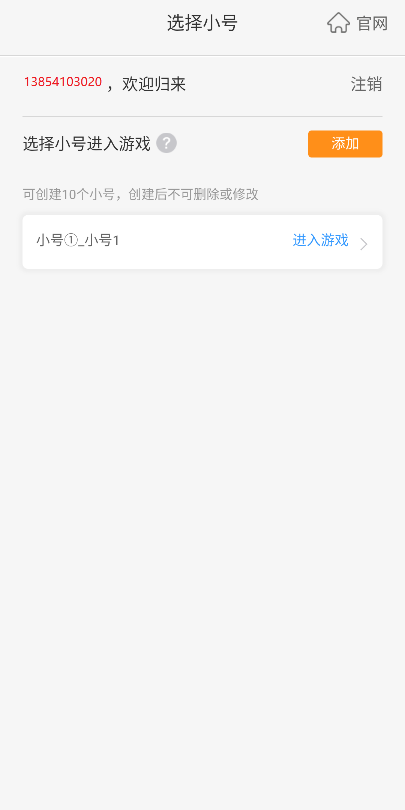 选择小号
官网
13854103020 ，欢迎归来
注销
选择小号进入游戏 ?
添加
可创建10个小号，创建后不可删除或修改
小号①_小号1
进入游戏